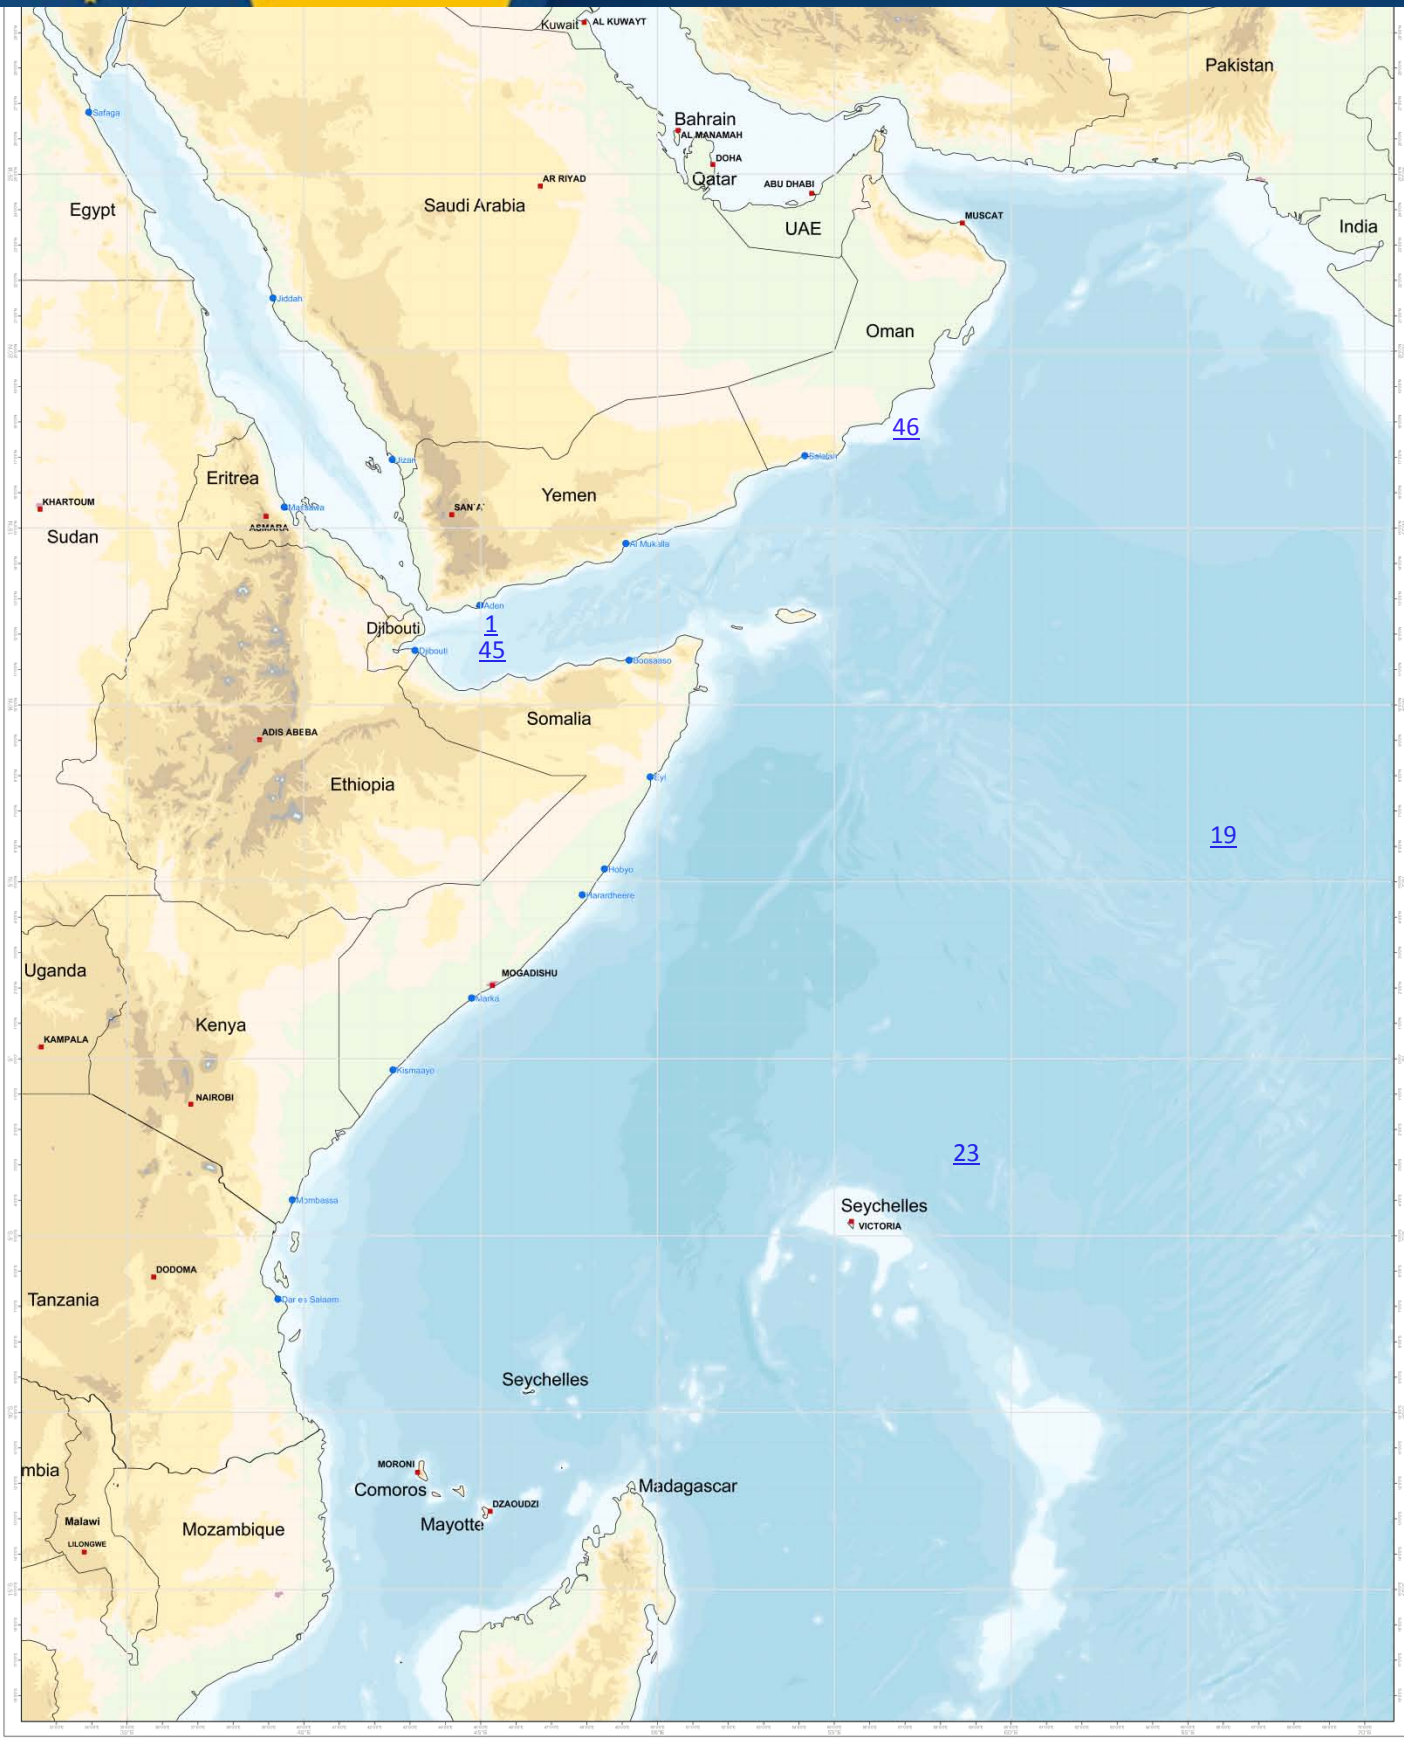 Kuwait
AL KUWAYT
Pakistan
Safaga
Bahrain
AL MANAMAH
DOHA
Qatar
AR RIYAD
ABU DHABI
Egypt
Saudi Arabia
UAE
MUSCAT
India
Jiddah
Oman
46
Jizan
Salalah
Eritrea
Yemen
KHARTOUM
Massawa
ASMARA
SAN'A'
Sudan
Al Mukalla
Aden
1
Djibouti
Djibouti
45
Boosaaso
Somalia
ADIS ABEBA
Ethiopia
Eyl
19
Hobyo
Harardheere
Uganda
MOGADISHU
Marka
Kenya
KAMPALA
Kismaayo
NAIROBI
23
Mombassa
Seychelles
VICTORIA
DODOMA
Tanzania
Dar es Salaam
Seychelles
MORONI
mbia
Comoros
Madagascar
DZAOUDZI
Mayotte
Malawi
Mozambique
LILONGWE